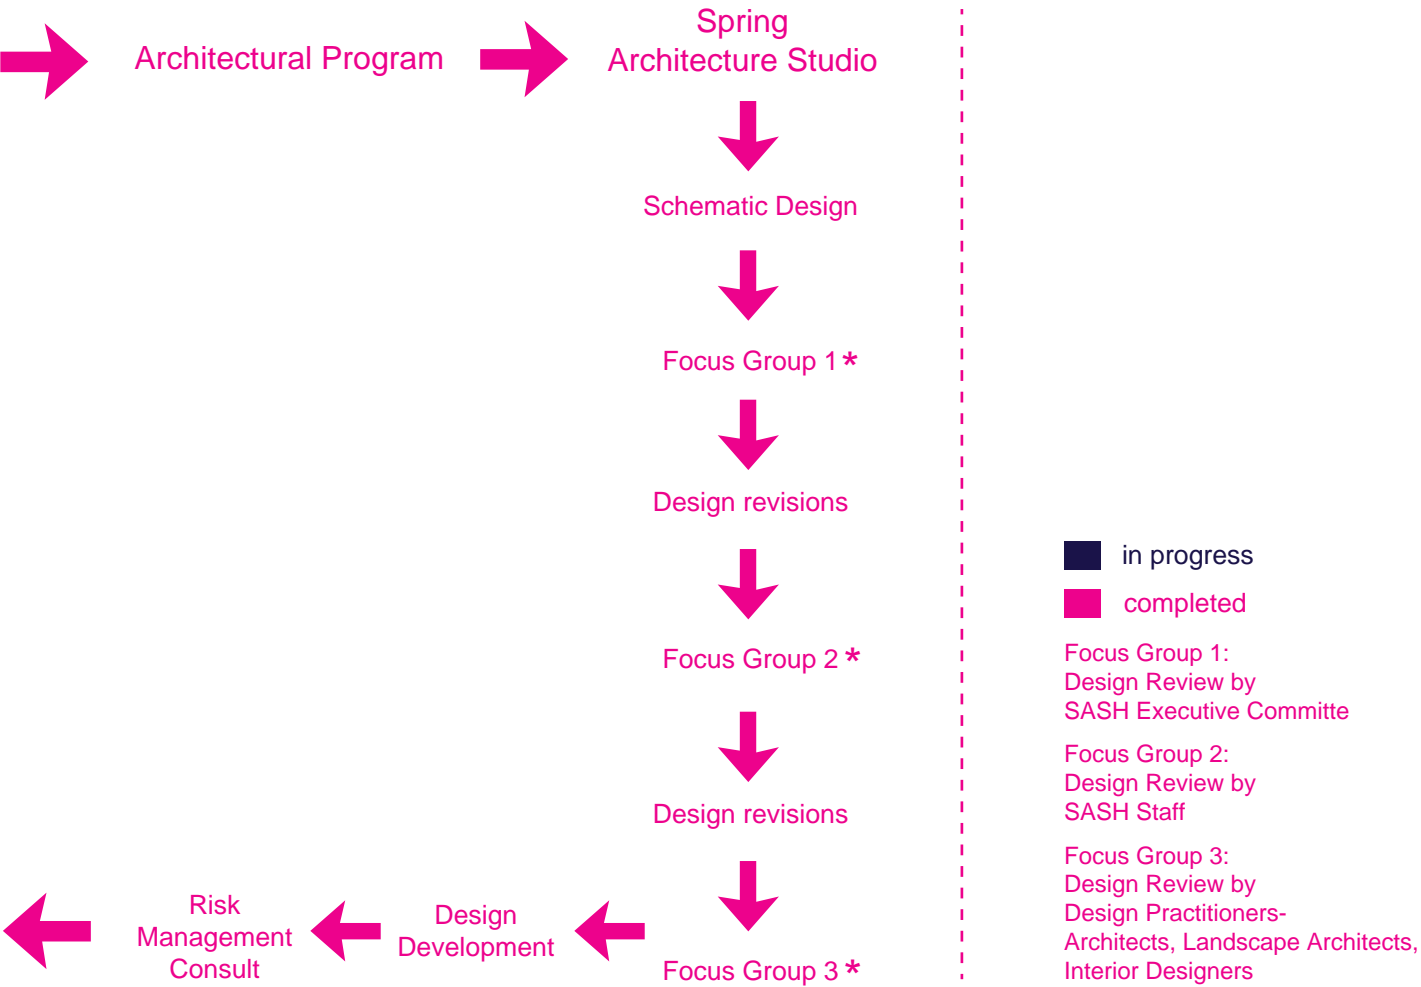 Architectural Program
Spring
Architecture Studio
Schematic Design
Focus Group 1*
Design revisions
Focus Group 2*
Design revisions
Focus Group 3*
Design
Development
Risk
Management
Consult
in progress
completed
Focus Group 1:
Design Review by
SASH Executive Committe
Focus Group 2:
Design Review by
SASH Staff
Focus Group 3:
Design Review by
Design Practitioners-
Architects, Landscape Architects,
Interior Designers